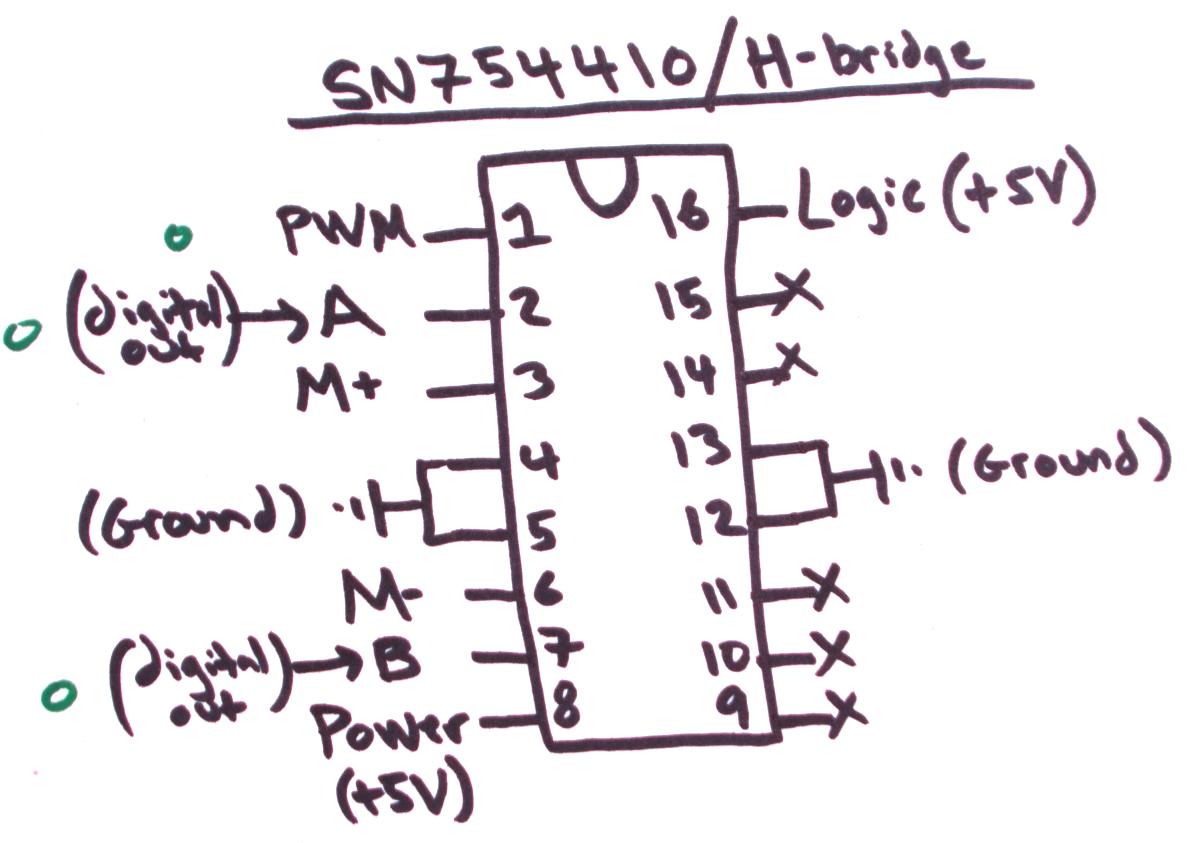 SN754410/H-bridge
PWM 1 16 Logic (+5V)
(digital out) → A 2 15 X
M+ 3 14 X
4 13
(Ground) (Ground)
5 12
M- 6 11 X
(digital out) → B 7 10 X
Power 8 9 X
(+5V)